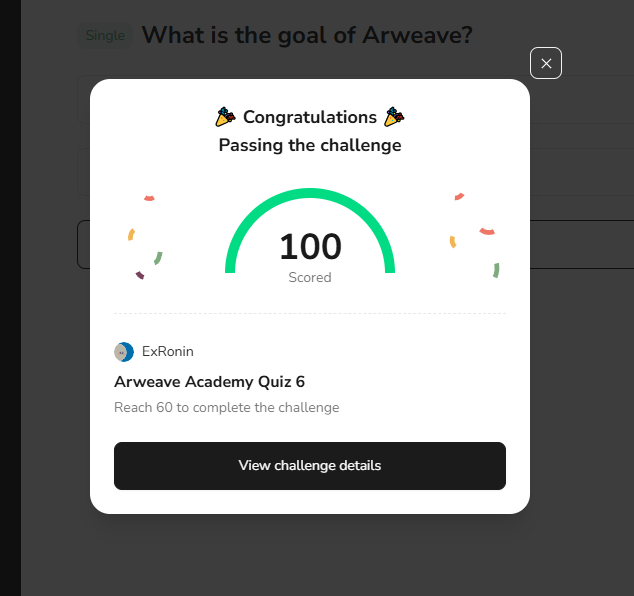 Single What is the goal of Arweave?
Congratulations
Passing the challenge
100
Scored
ExRonin
Arweave Academy Quiz 6
Reach 60 to complete the challenge
View challenge details